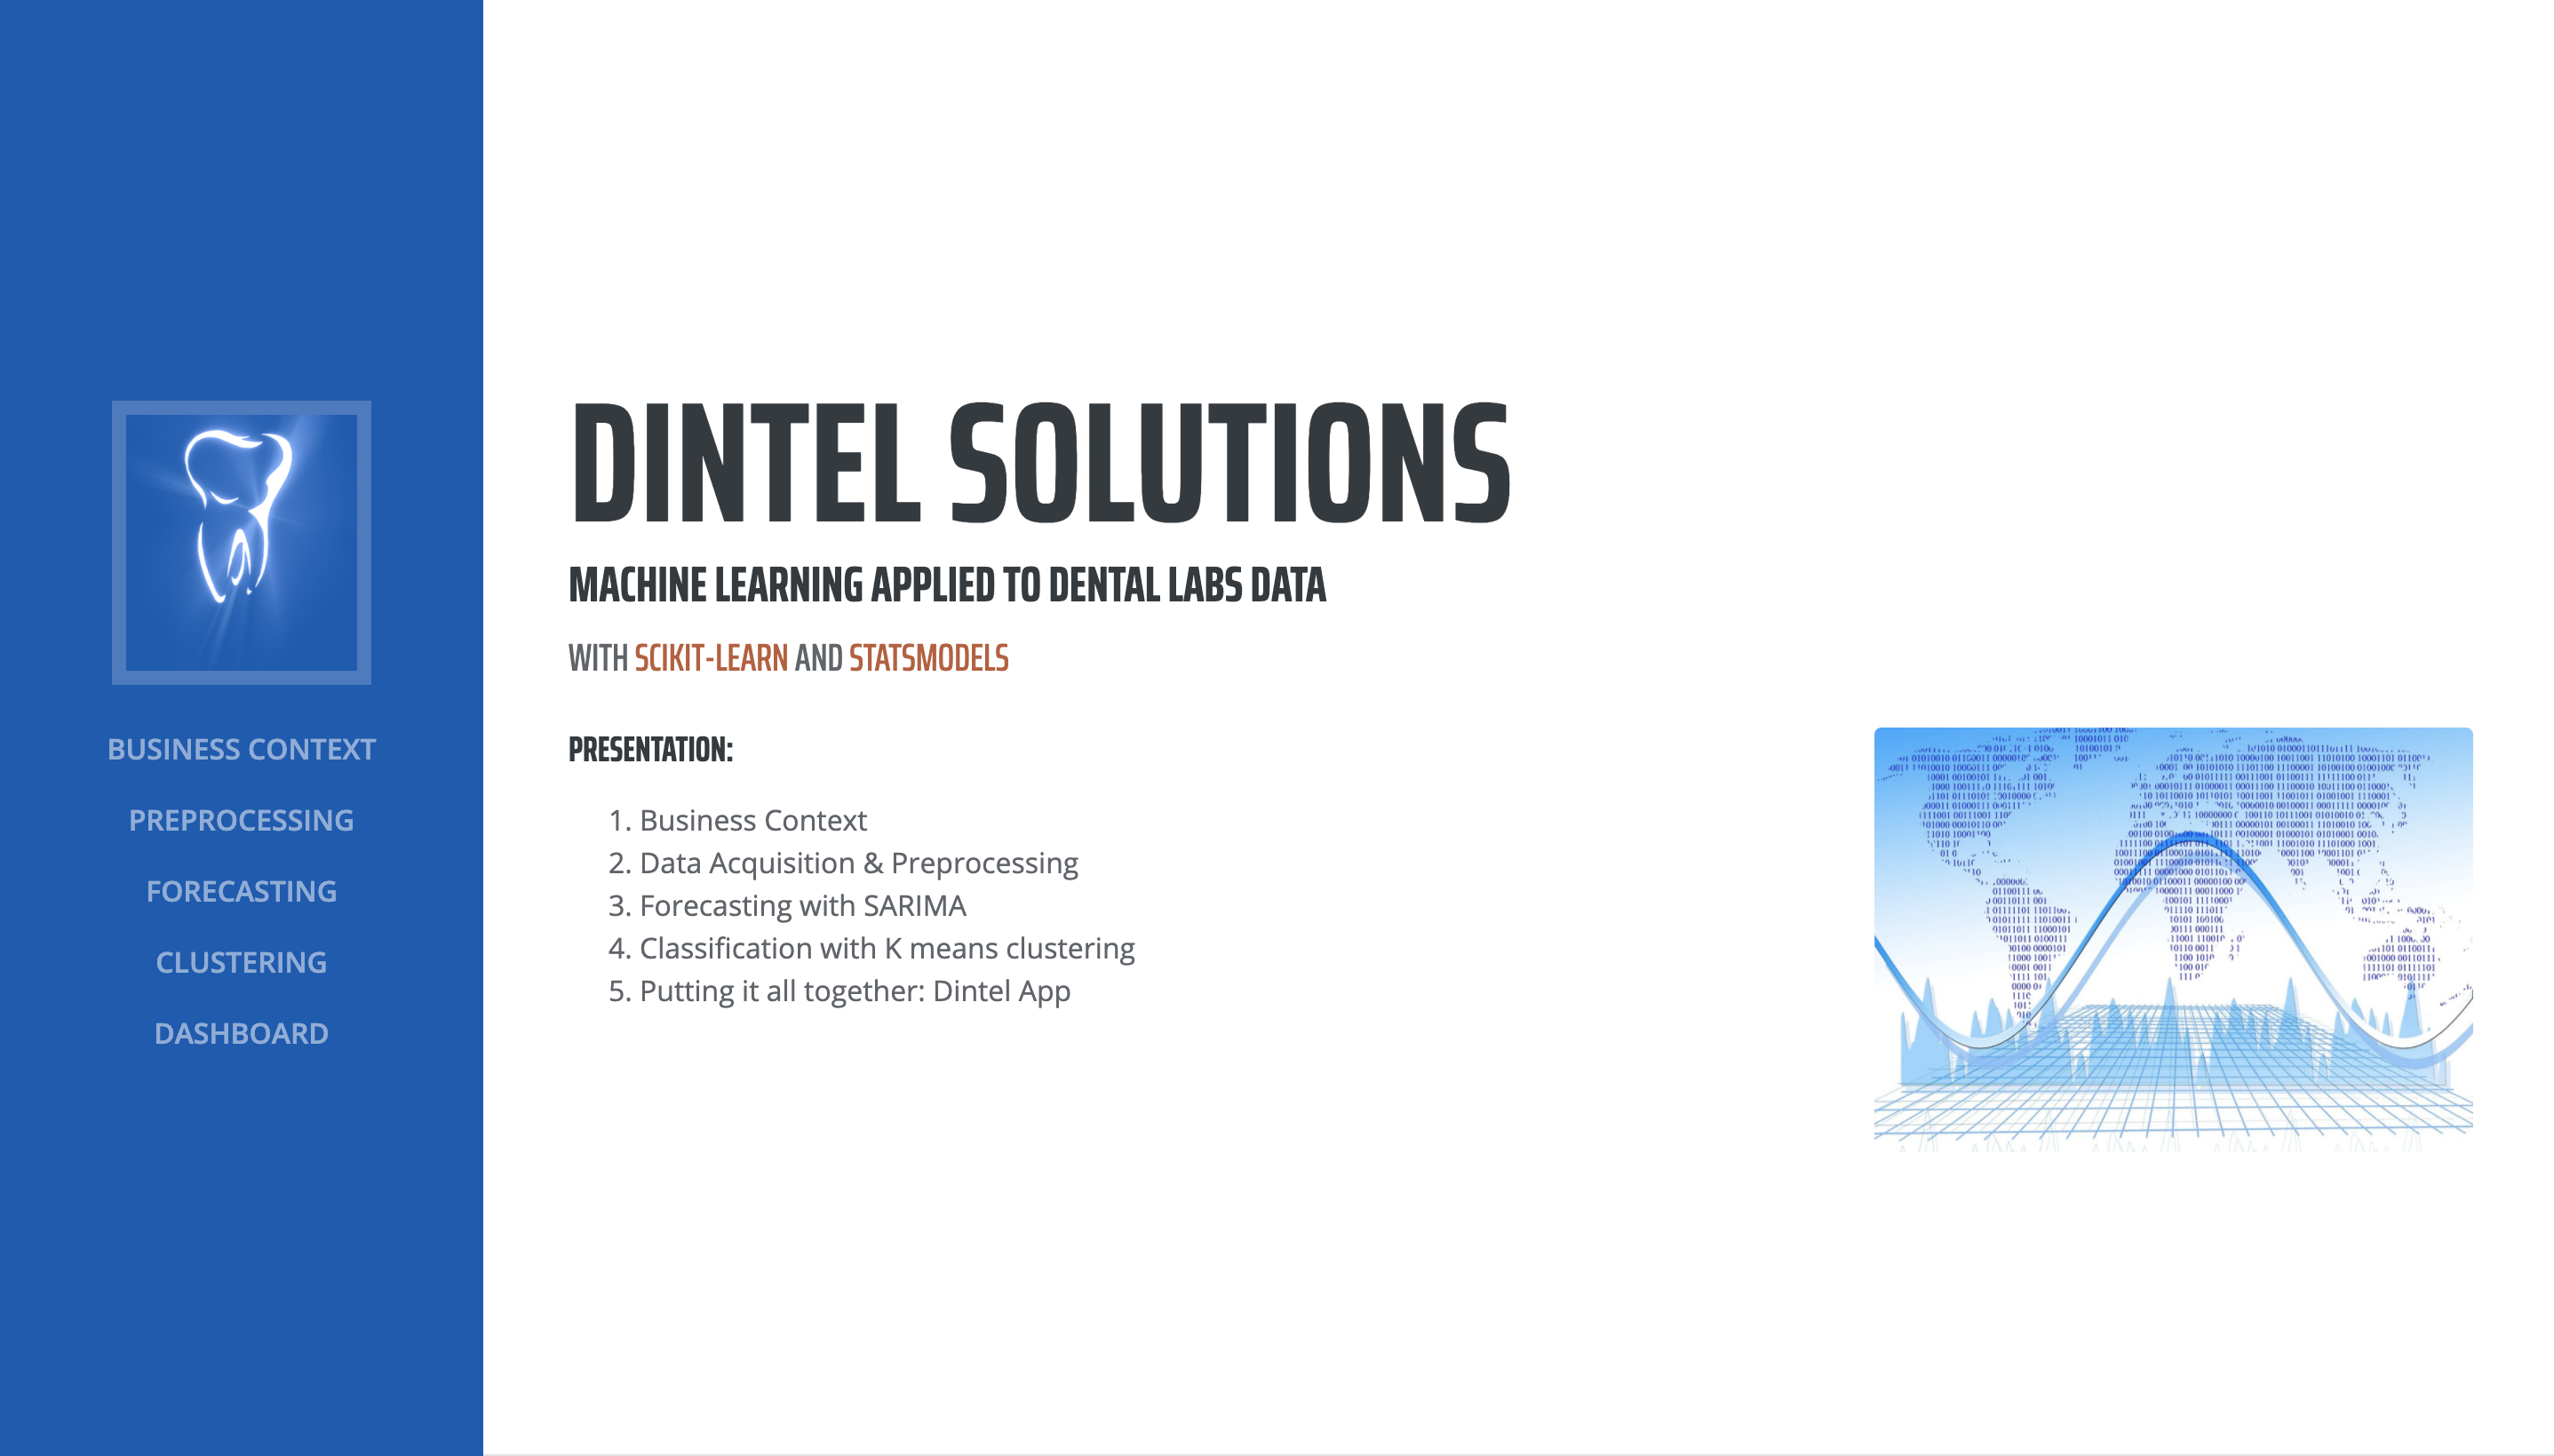 BUSINESS CONTEXT
PREPROCESSING
FORECASTING
CLUSTERING
DASHBOARD
DINTEL SOLUTIONS
MACHINE LEARNING APPLIED TO DENTAL LABS DATA
WITH SCIKIT-LEARN AND STATSMODELS
PRESENTATION:
1. Business Context
2. Data Acquisition & Preprocessing
3. Forecasting with SARIMA
4. Classification with K means clustering
5. Putting it all together: Dintel App